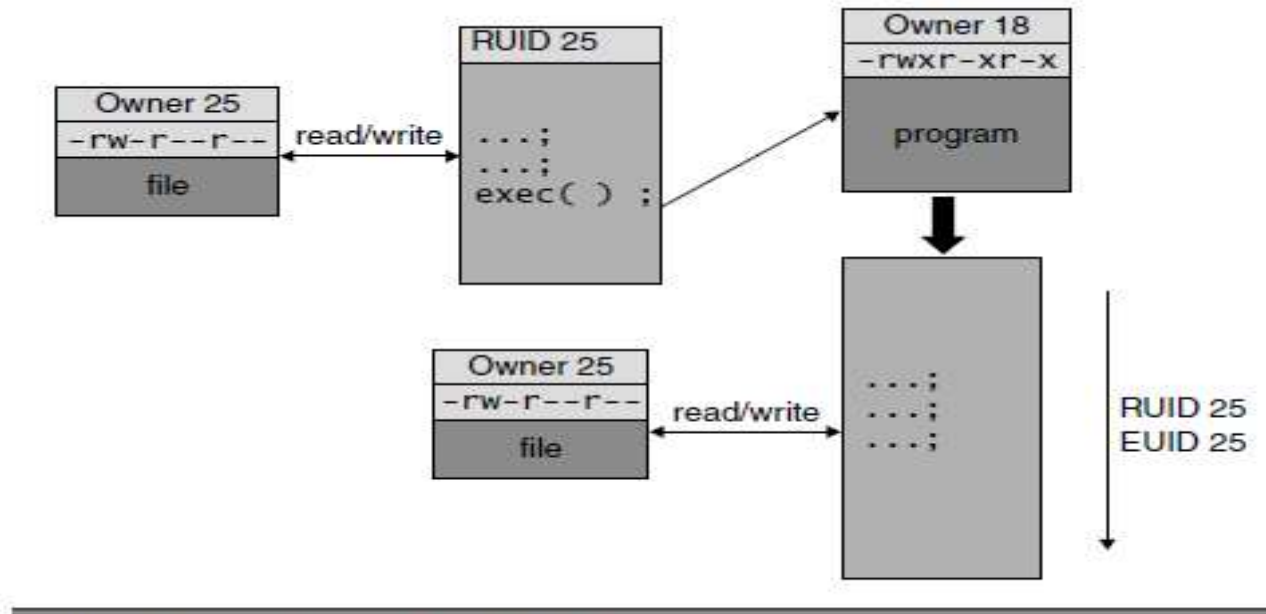 RUID 25
Owner 18
-rwxr-xr-x
program
Owner 25
-rw-r--r--
file
read/write
...;
...;
exec( ) ;
Owner 25
-rw-r--r--
file
read/write
...;
...;
...;
RUID 25
EUID 25